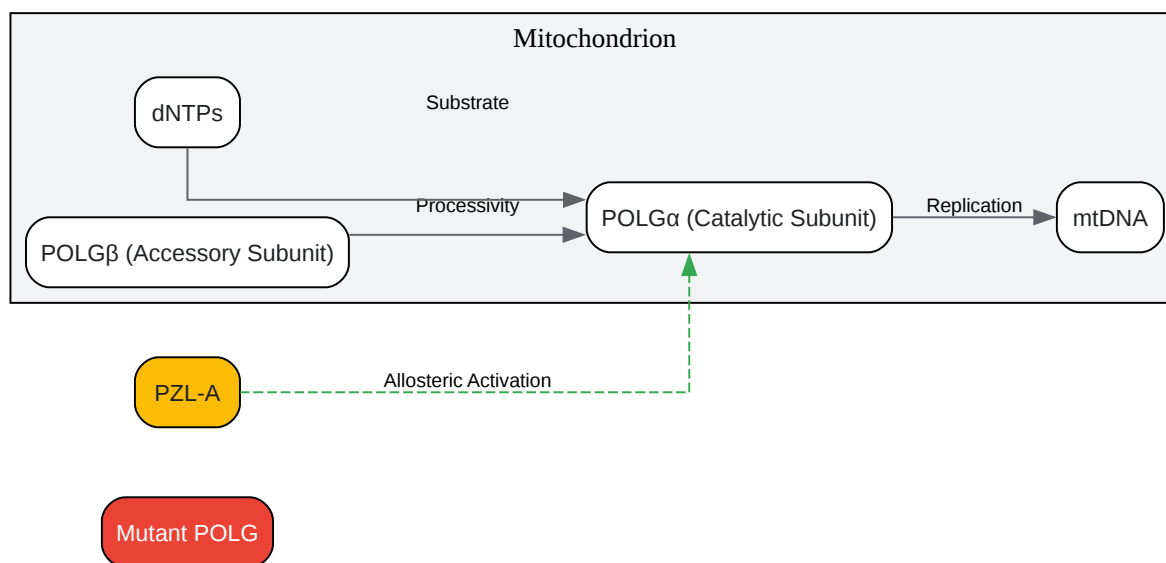 Mitochondrion
dNTPs
Substrate
Processivity
POLGβ (Accessory Subunit)
POLGα (Catalytic Subunit)
Replication
mtDNA
PZL-A
Allosteric Activation
Mutant POLG